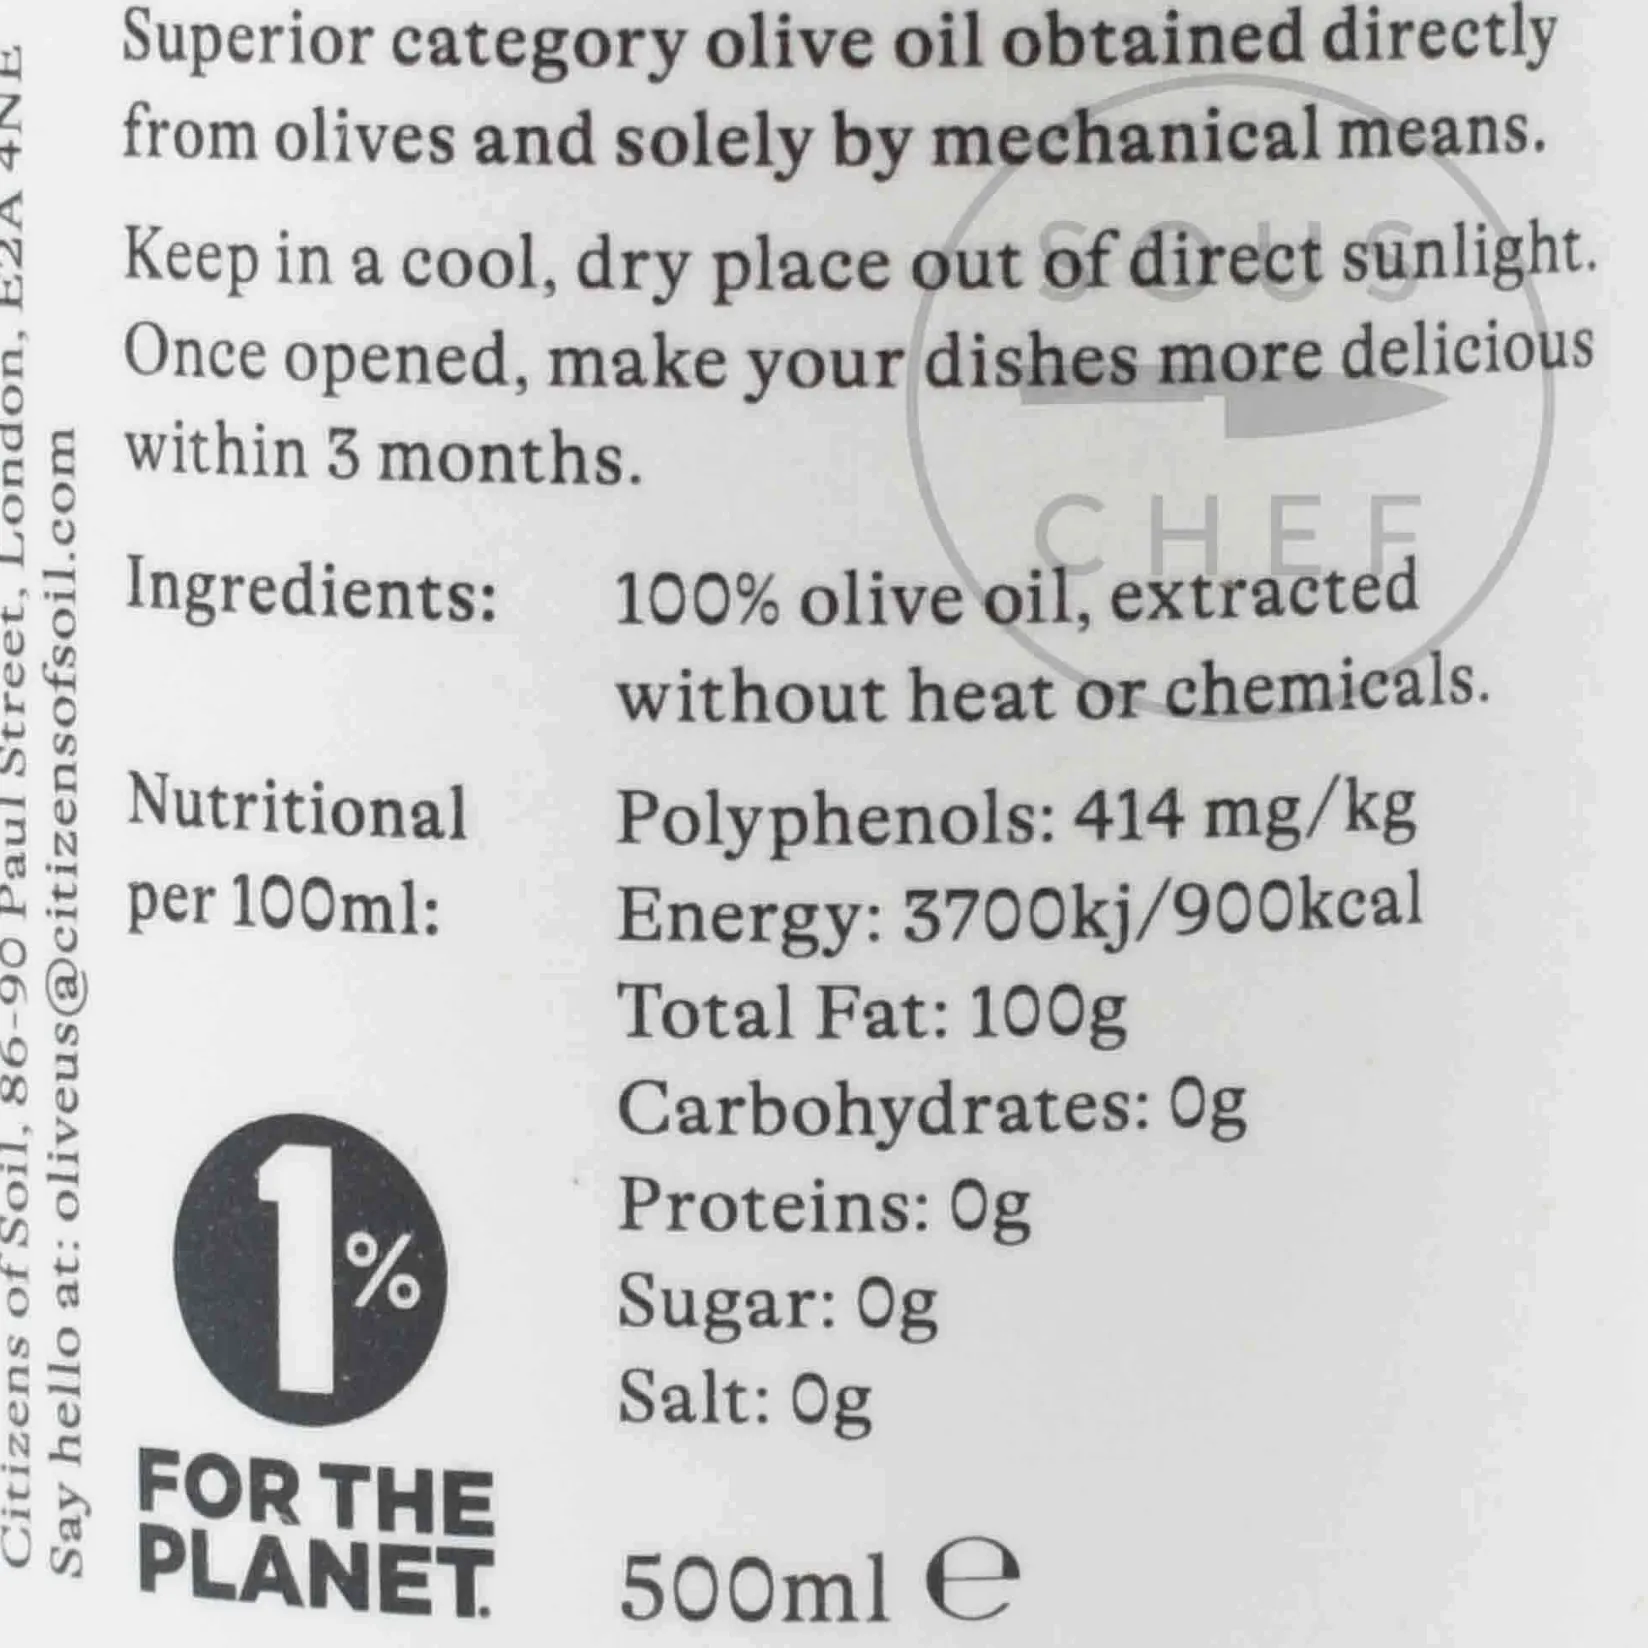 Superior category olive oil obtained directly
from olives and solely by mechanical means.
Keep in a cool, dry place out of direct sunlight.
Once opened, make your dishes more delicious
within 3 months.
Ingredients: 100% olive oil, extracted
without heat or chemicals.
Nutritional Polyphenols: 414 mg/kg
per 100ml: Energy: 3700kj/900kcal
Total Fat: 100g
Carbohydrates: 0g
Proteins: 0g
Sugar: 0g
Salt: 0g
1%
FOR THE
PLANET.
500ml ℮
Citizens of Soil, 86-90 Paul Street, London, E2A 4NE
Say hello at: oliveus@citizensofsoil.com
SOUS
CHEF